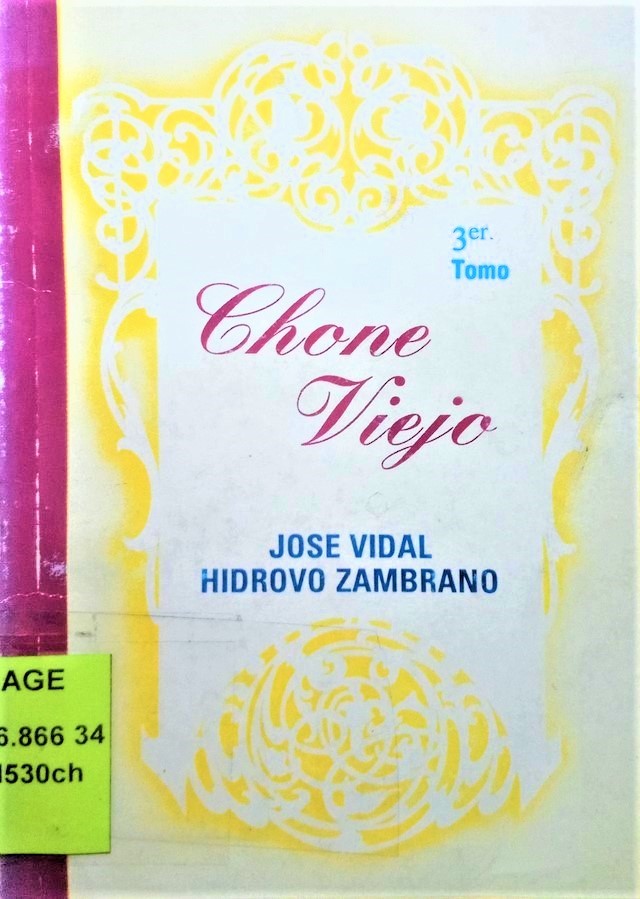 3er.
Tomo
Chone
Viejo
JOSE VIDAL
HIDROVO ZAMBRANO
AGE
6.866 34
530ch